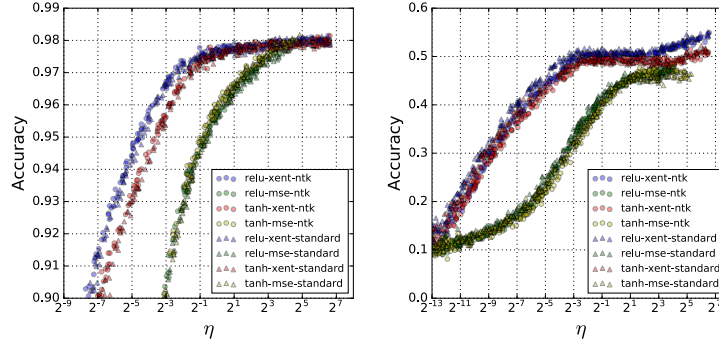 0.99
0.98
0.97
0.96
0.95
0.94
0.93
0.92
0.91
0.90
Accuracy
2^-9 2^-7 2^-5 2^-3 2^-1 2^1 2^3 2^5 2^7
η
relu-xent-ntk
relu-mse-ntk
tanh-xent-ntk
tanh-mse-ntk
relu-xent-standard
relu-mse-standard
tanh-xent-standard
tanh-mse-standard
0.6
0.5
0.4
0.3
0.2
0.1
0.0
Accuracy
2^-13 2^-11 2^-9 2^-7 2^-5 2^-3 2^-1 2^1 2^3 2^5 2^7
η
relu-xent-ntk
relu-mse-ntk
tanh-xent-ntk
tanh-mse-ntk
relu-xent-standard
relu-mse-standard
tanh-xent-standard
tanh-mse-standard